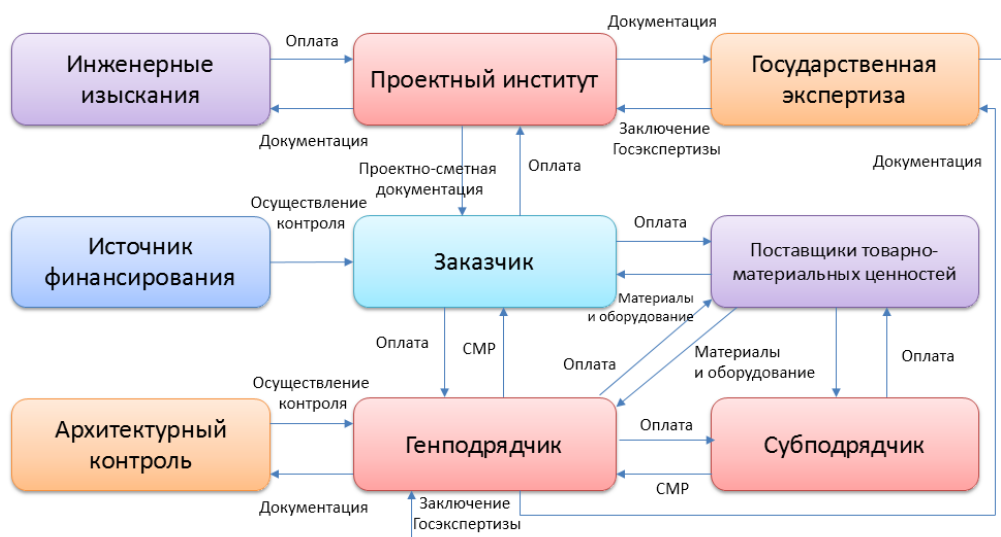 Документация
Оплата
Инженерные
изыскания
Проектный институт
Государственная
экспертиза
Документация
Заключение
Госэкспертизы
Документация
Проектно-сметная
документация
Оплата
Осуществление
контроля
Оплата
Источник
финансирования
Заказчик
Поставщики товарно-
материальных ценностей
Материалы
и оборудование
Оплата
СМР
Оплата
Материалы
и оборудование
Оплата
Осуществление
контроля
Архитектурный
контроль
Генподрядчик
Оплата
Субподрядчик
СМР
Документация
Заключение
Госэкспертизы